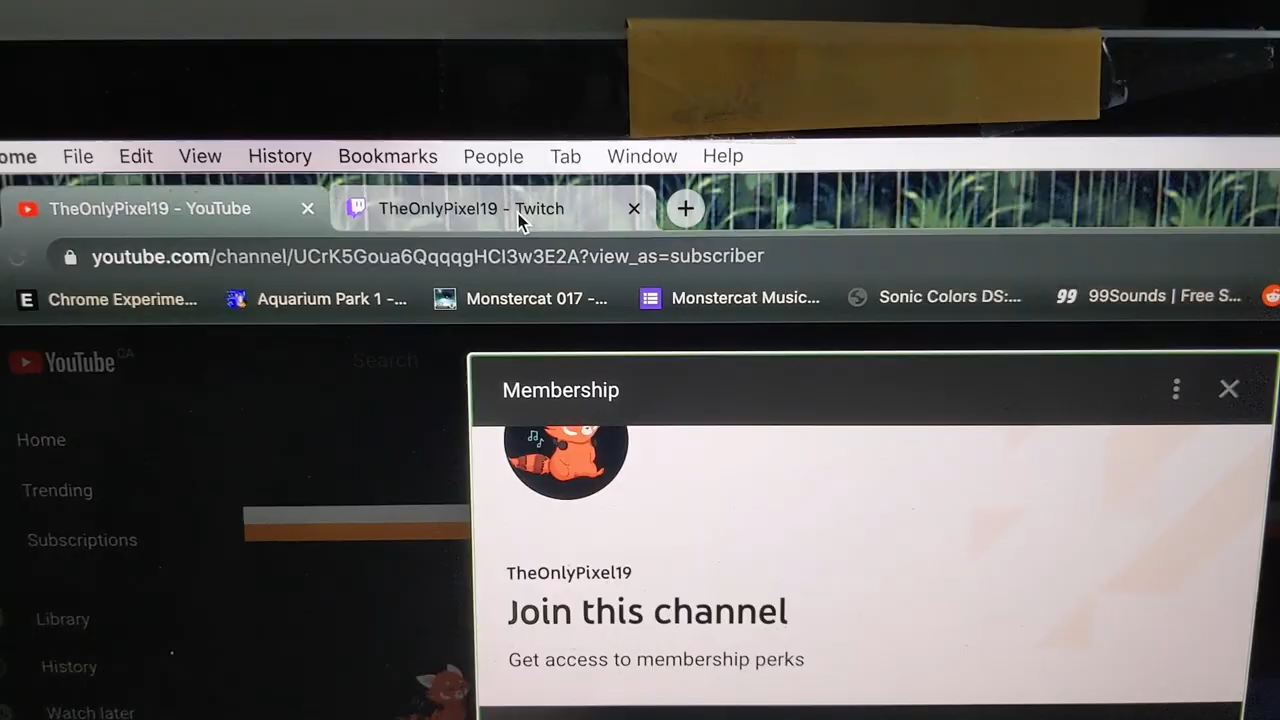 ome File Edit View History Bookmarks People Tab Window Help
TheOnlyPixel19 - YouTube TheOnlyPixel19 - Twitch
youtube.com/channel/UCrK5Goua6QqqqgHCI3w3E2A?view_as=subscriber
E Chrome Experime... Aquarium Park 1 -... Monstercat 017 -... Monstercat Music... Sonic Colors DS:... 99 99Sounds | Free S...
YouTube CA Search
Membership
Home
Trending
Subscriptions
TheOnlyPixel19
Join this channel
Library
Get access to membership perks
History
Watch later